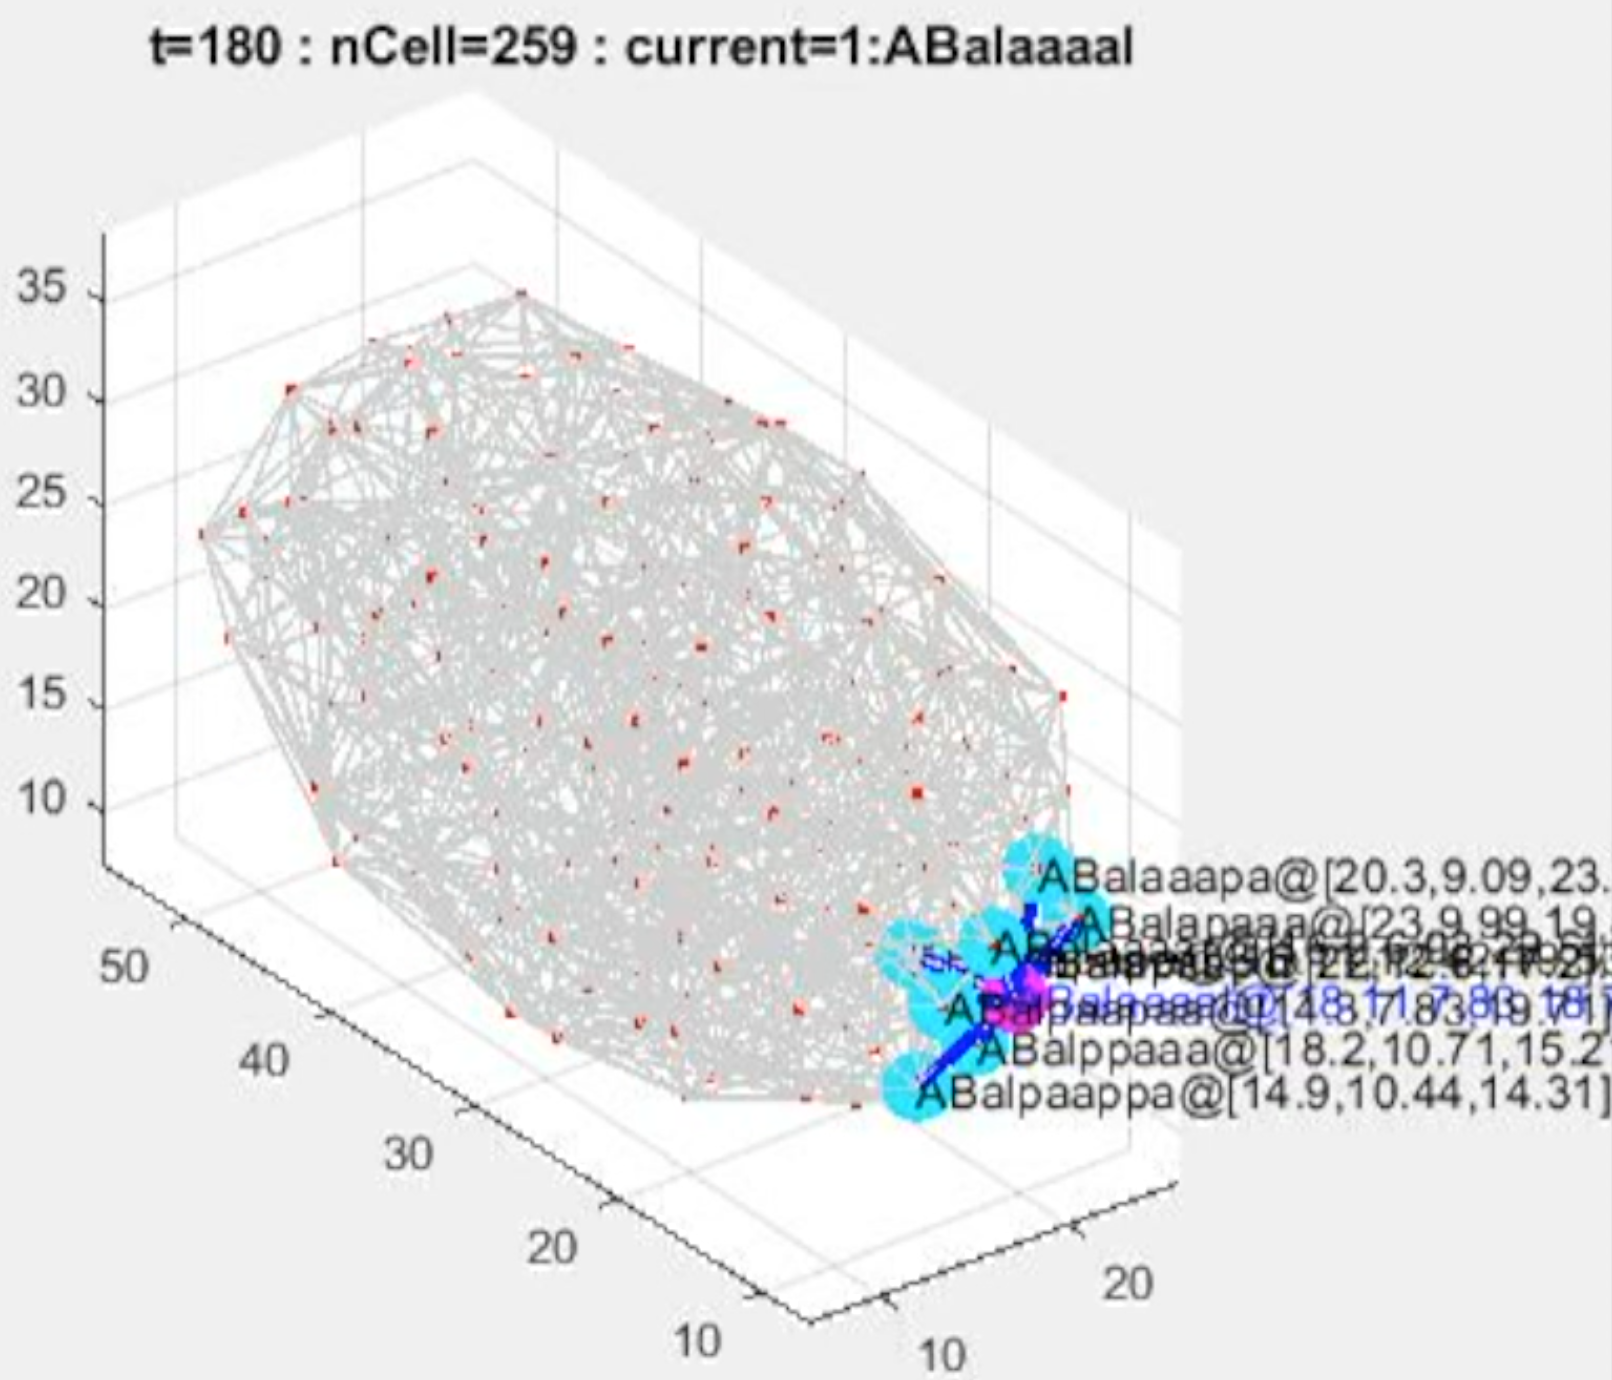 t=180 : nCell=259 : current=1:ABalaaaal
35
30
25
20
15
10
ABalaaapa@[20.3,9.09,23.
ABalapaaa@[23,9.99,19.
ABalppaaa@[18.2,10.71,15.2
ABalpaappa@[14.9,10.44,14.31]
50
40
30
20
10
20
10